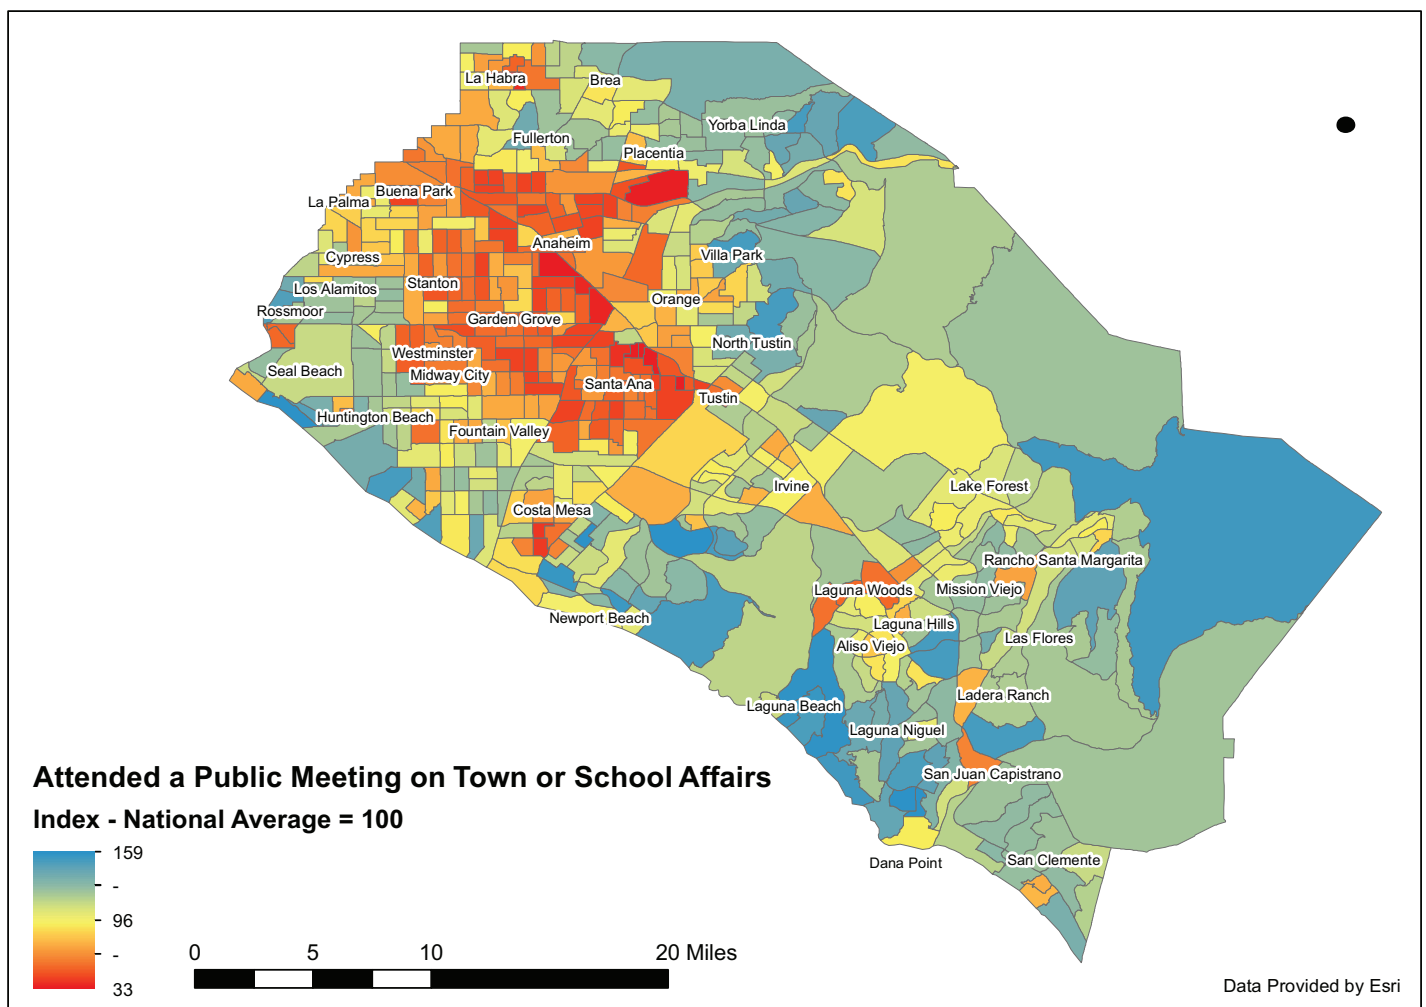 La Habra
Brea
Yorba Linda
Fullerton
Placentia
Buena Park
La Palma
Anaheim
Villa Park
Cypress
Stanton
Los Alamitos
Orange
Rossmoor
Garden Grove
North Tustin
Westminster
Seal Beach
Midway City
Santa Ana
Tustin
Huntington Beach
Fountain Valley
Irvine
Lake Forest
Costa Mesa
Rancho Santa Margarita
Laguna Woods
Mission Viejo
Newport Beach
Laguna Hills
Las Flores
Aliso Viejo
Ladera Ranch
Laguna Beach
Laguna Niguel
San Juan Capistrano
Dana Point
San Clemente
Attended a Public Meeting on Town or School Affairs
Index - National Average = 100
159
-
96
-
33
0 5 10 20 Miles
Data Provided by Esri